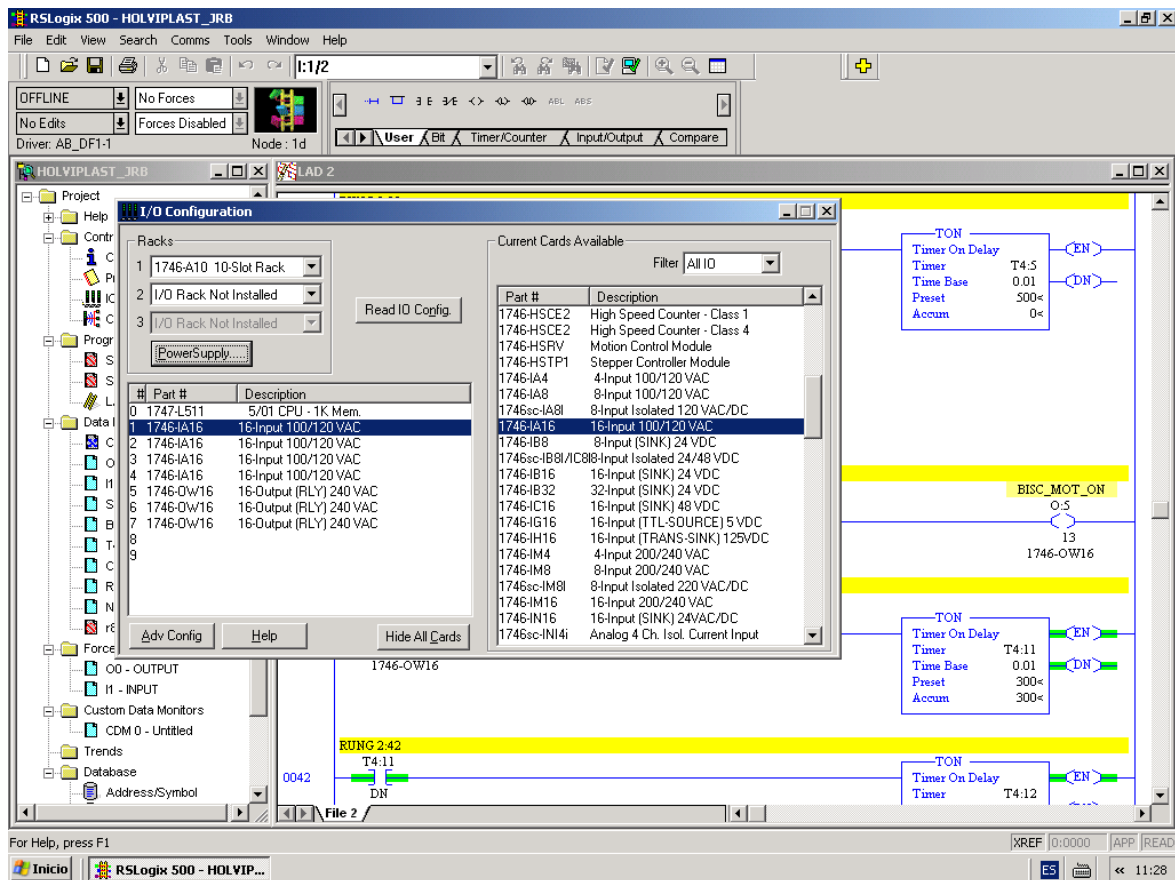 RSLogix 500 - HOLVIPLAST_JRB
File Edit View Search Comms Tools Window Help
I:1/2
OFFLINE No Forces
No Edits Forces Disabled
Driver: AB_DF1-1 Node : 1d
ABL ABS
User Bit Timer/Counter Input/Output Compare
HOLVIPLAST_JRB
LAD 2
Project
Help
Contr
Progr
Data
Force
O0 - OUTPUT
I1 - INPUT
Custom Data Monitors
CDM 0 - Untitled
Trends
Database
Address/Symbol
I/O Configuration
Racks
1 1746-A10 10-Slot Rack
2 I/O Rack Not Installed
3 I/O Rack Not Installed
PowerSupply.....
Read IO Config.
# Part # Description
0 1747-L511 5/01 CPU - 1K Mem.
1 1746-IA16 16-Input 100/120 VAC
2 1746-IA16 16-Input 100/120 VAC
3 1746-IA16 16-Input 100/120 VAC
4 1746-IA16 16-Input 100/120 VAC
5 1746-OW16 16-Output (RLY) 240 VAC
6 1746-OW16 16-Output (RLY) 240 VAC
7 1746-OW16 16-Output (RLY) 240 VAC
8
9
Adv Config Help Hide All Cards
Current Cards Available
Filter All IO
Part # Description
1746-HSCE2 High Speed Counter - Class 1
1746-HSCE2 High Speed Counter - Class 4
1746-HSRV Motion Control Module
1746-HSTP1 Stepper Controller Module
1746-IA4 4-Input 100/120 VAC
1746-IA8 8-Input 100/120 VAC
1746sc-IA8I 8-Input Isolated 120 VAC/DC
1746-IA16 16-Input 100/120 VAC
1746-IB8 8-Input (SINK) 24 VDC
1746sc-IB8I/IC8I8-Input Isolated 24/48 VDC
1746-IB16 16-Input (SINK) 24 VDC
1746-IB32 32-Input (SINK) 24 VDC
1746-IC16 16-Input (SINK) 48 VDC
1746-IG16 16-Input (TTL-SOURCE) 5 VDC
1746-IH16 16-Input (TRANS-SINK) 125VDC
1746-IM4 4-Input 200/240 VAC
1746-IM8 8-Input 200/240 VAC
1746sc-IM8I 8-Input Isolated 220 VAC/DC
1746-IM16 16-Input 200/240 VAC
1746-IN16 16-Input (SINK) 24VAC/DC
1746sc-INI4i Analog 4 Ch. Isol. Current Input
TON
Timer On Delay EN
Timer T4:5
Time Base 0.01 DN
Preset 500<
Accum 0<
BISC_MOT_ON
O:5
13
1746-OW16
TON
Timer On Delay EN
Timer T4:11
Time Base 0.01 DN
Preset 300<
Accum 300<
1746-OW16
RUNG 2:42
T4:11
0042
DN
TON
Timer On Delay EN
Timer T4:12
File 2
For Help, press F1
XREF 0:0000 APP READ
Inicio RSLogix 500 - HOLVIP...
ES « 11:28